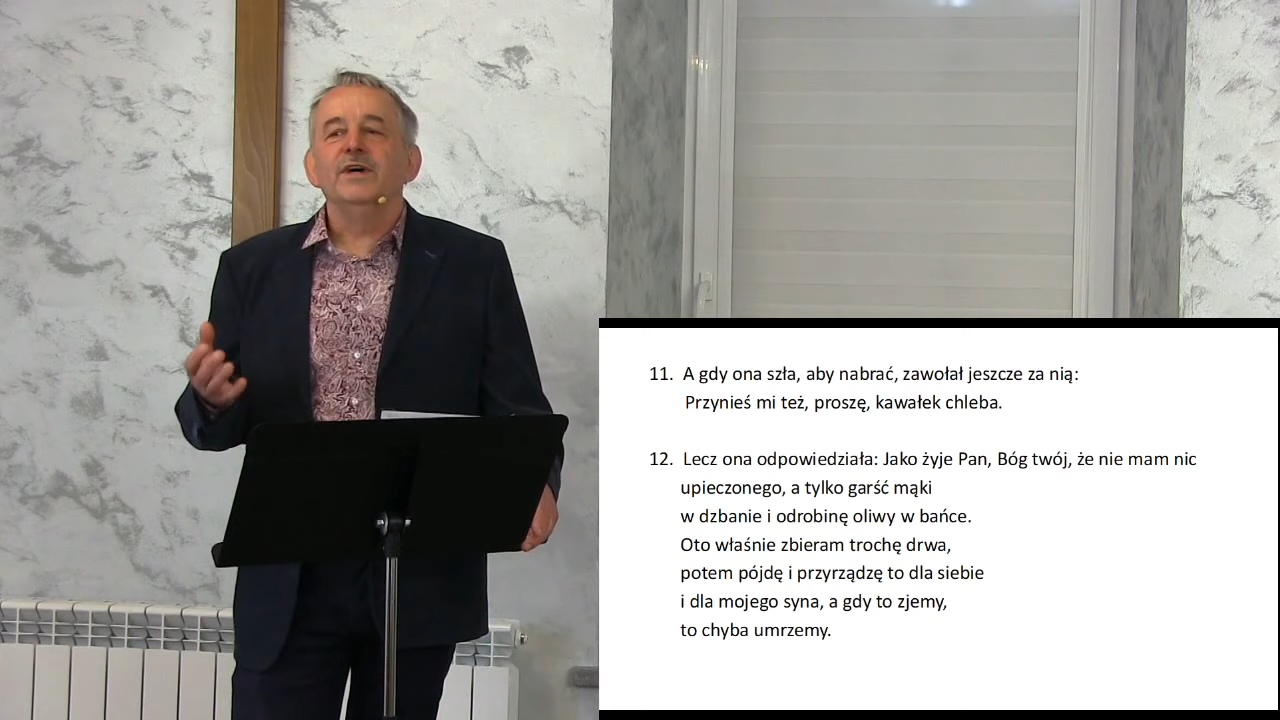 11. A gdy ona szła, aby nabrać, zawołał jeszcze za nią:
Przynieś mi też, proszę, kawałek chleba.
12. Lecz ona odpowiedziała: Jako żyje Pan, Bóg twój, że nie mam nic
upieczonego, a tylko garść mąki
w dzbanie i odrobinę oliwy w bańce.
Oto właśnie zbieram trochę drwa,
potem pójdę i przyrządzę to dla siebie
i dla mojego syna, a gdy to zjemy,
to chyba umrzemy.